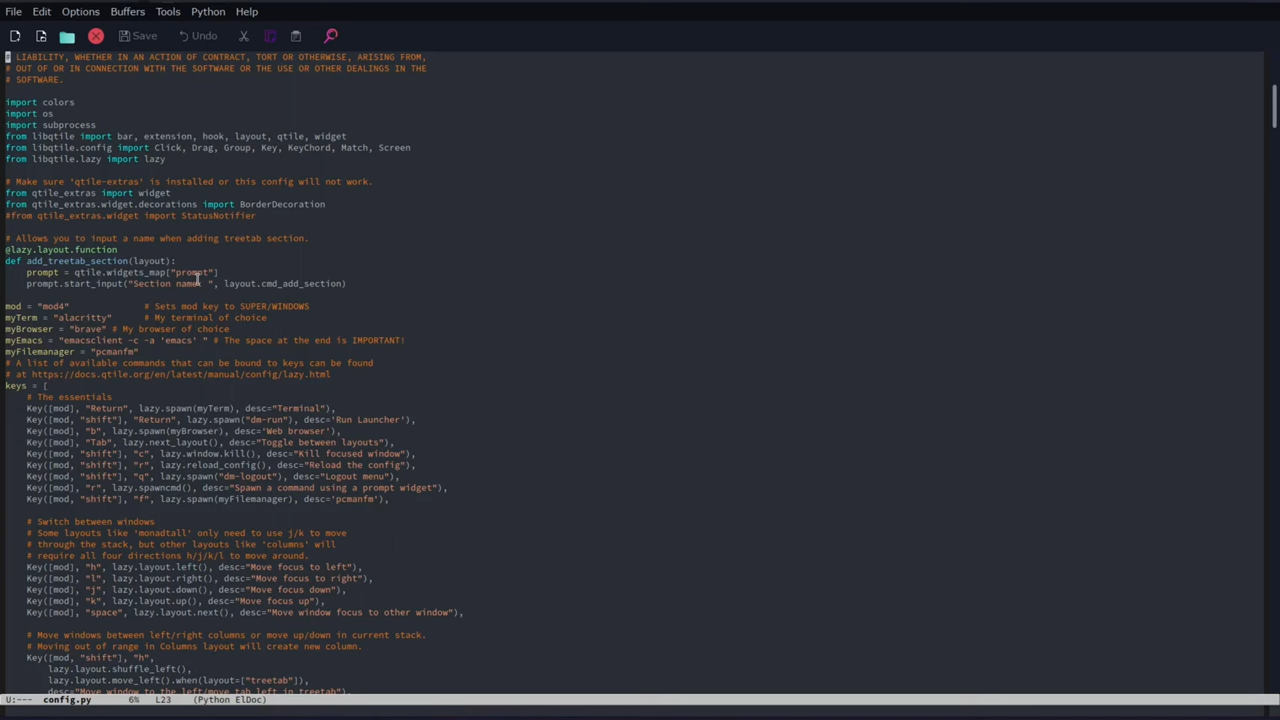 File Edit Options Buffers Tools Python Help
Save Undo
# LIABILITY, WHETHER IN AN ACTION OF CONTRACT, TORT OR OTHERWISE, ARISING FROM,
# OUT OF OR IN CONNECTION WITH THE SOFTWARE OR THE USE OR OTHER DEALINGS IN THE
# SOFTWARE.

import colors
import os
import subprocess
from libqtile import bar, extension, hook, layout, qtile, widget
from libqtile.config import Click, Drag, Group, Key, KeyChord, Match, Screen
from libqtile.lazy import lazy

# Make sure 'qtile-extras' is installed or this config will not work.
from qtile_extras import widget
from qtile_extras.widget.decorations import BorderDecoration
#from qtile_extras.widget import StatusNotifier

# Allows you to input a name when adding treetab section.
@lazy.layout.function
def add_treetab_section(layout):
    prompt = qtile.widgets_map["prompt"]
    prompt.start_input("Section name: ", layout.cmd_add_section)

mod = "mod4"              # Sets mod key to SUPER/WINDOWS
myTerm = "alacritty"      # My terminal of choice
myBrowser = "brave" # My browser of choice
myEmacs = "emacsclient -c -a 'emacs' " # The space at the end is IMPORTANT!
myFilemanager = "pcmanfm"
# A list of available commands that can be bound to keys can be found
# at https://docs.qtile.org/en/latest/manual/config/lazy.html
keys = [
    # The essentials
    Key([mod], "Return", lazy.spawn(myTerm), desc="Terminal"),
    Key([mod, "shift"], "Return", lazy.spawn("dm-run"), desc='Run Launcher'),
    Key([mod], "b", lazy.spawn(myBrowser), desc='Web browser'),
    Key([mod], "Tab", lazy.next_layout(), desc="Toggle between layouts"),
    Key([mod, "shift"], "c", lazy.window.kill(), desc="Kill focused window"),
    Key([mod, "shift"], "r", lazy.reload_config(), desc="Reload the config"),
    Key([mod, "shift"], "q", lazy.spawn("dm-logout"), desc="Logout menu"),
    Key([mod], "r", lazy.spawncmd(), desc="Spawn a command using a prompt widget"),
    Key([mod, "shift"], "f", lazy.spawn(myFilemanager), desc='pcmanfm'),

    # Switch between windows
    # Some layouts like 'monadtall' only need to use j/k to move
    # through the stack, but other layouts like 'columns' will
    # require all four directions h/j/k/l to move around.
    Key([mod], "h", lazy.layout.left(), desc="Move focus to left"),
    Key([mod], "l", lazy.layout.right(), desc="Move focus to right"),
    Key([mod], "j", lazy.layout.down(), desc="Move focus down"),
    Key([mod], "k", lazy.layout.up(), desc="Move focus up"),
    Key([mod], "space", lazy.layout.next(), desc="Move window focus to other window"),

    # Move windows between left/right columns or move up/down in current stack.
    # Moving out of range in Columns layout will create new column.
    Key([mod, "shift"], "h",
        lazy.layout.shuffle_left(),
        lazy.layout.move_left().when(layout=["treetab"]),
        desc="Move window to the left/move tab left in treetab"),
U:--- config.py 6% L23 (Python ElDoc)